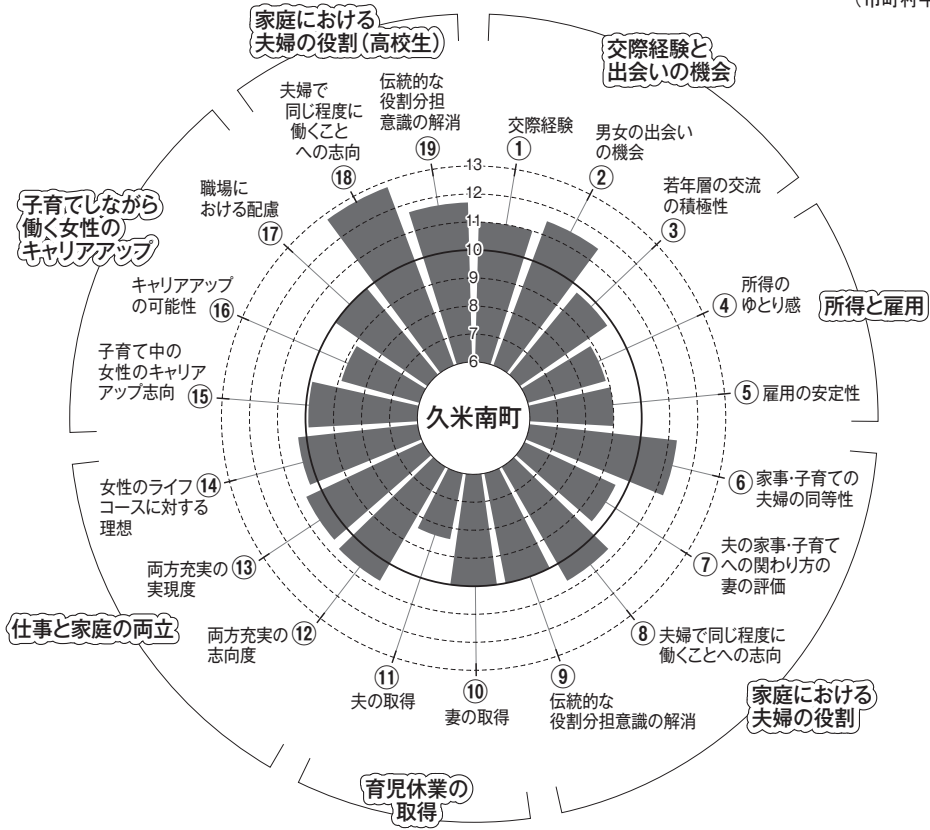 家庭における
夫婦の役割（高校生）
交際経験と
出会いの機会
所得と雇用
家庭における
夫婦の役割
育児休業の
取得
仕事と家庭の両立
子育てしながら
働く女性の
キャリアアップ
交際経験
①
男女の出会い
の機会
②
若年層の交流
の積極性
③
④ 所得の
ゆとり感
⑤ 雇用の安定性
⑥ 家事・子育ての
夫婦の同等性
⑦ 夫の家事・子育て
への関わり方の
妻の評価
⑧ 夫婦で同じ程度に
働くことへの志向
⑨
伝統的な
役割分担意識の解消
⑩
妻の取得
⑪
夫の取得
両方充実の ⑫
志向度
両方充実の ⑬
実現度
女性のライフ ⑭
コースに対する
理想
子育て中の
女性のキャリア
アップ志向 ⑮
キャリアアップ
の可能性 ⑯
職場に
おける配慮
⑰
夫婦で
同じ程度に
働くこと
への志向
⑱
伝統的な
役割分担
意識の解消
⑲
13
12
11
10
9
8
7
6
久米南町